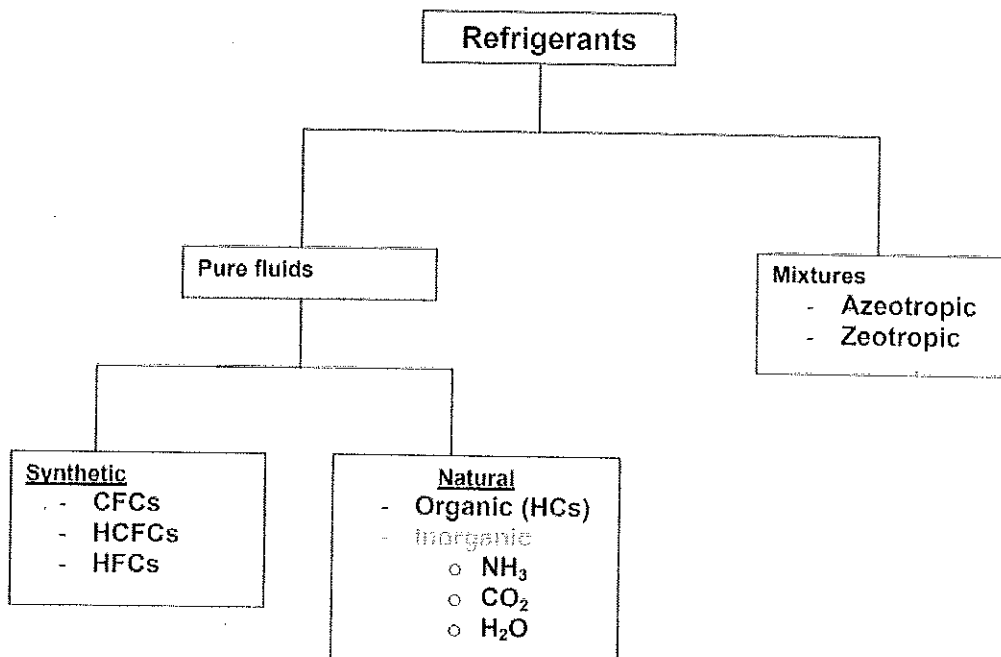 Refrigerants
Pure fluids
Mixtures
- Azeotropic
- Zeotropic
Synthetic
- CFCs
- HCFCs
- HFCs
Natural
- Organic (HCs)
- Inorganic
○ NH₃
○ CO₂
○ H₂O